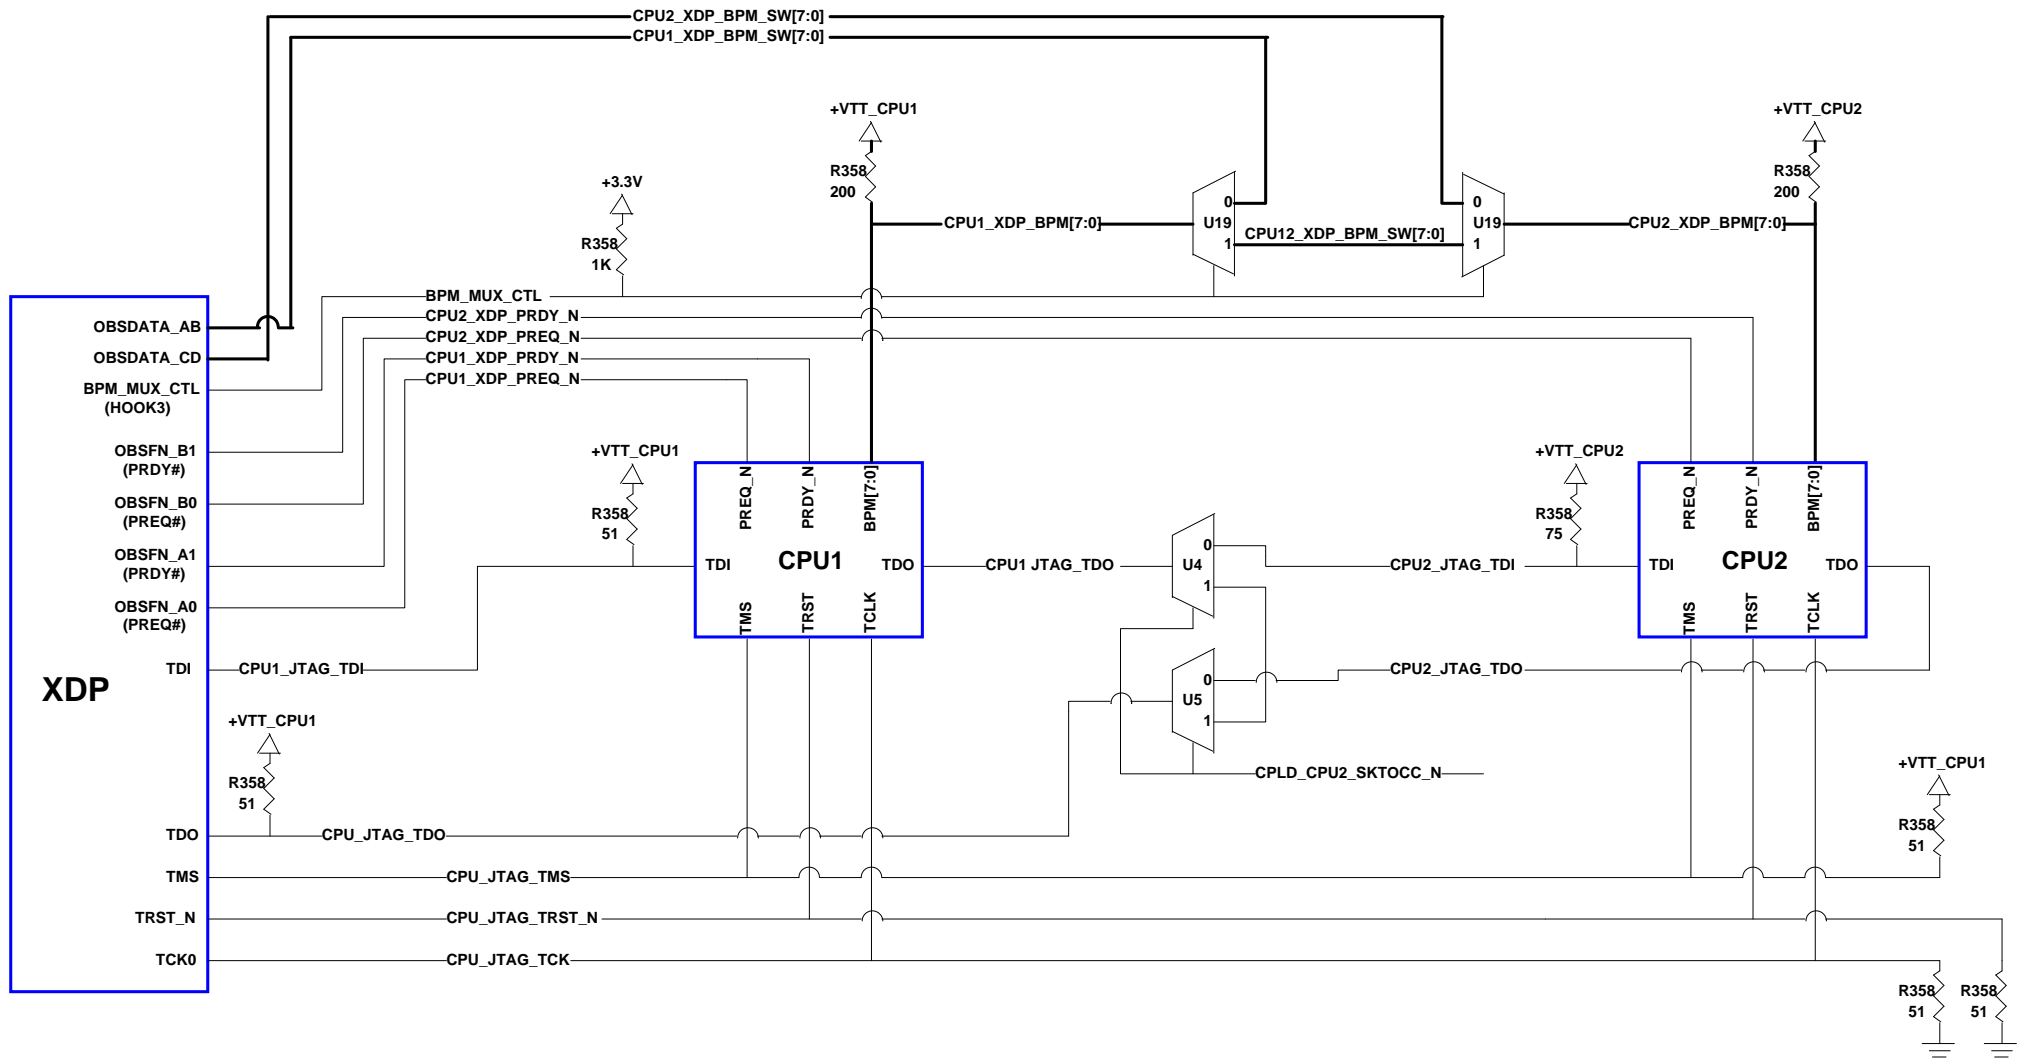 CPU2_XDP_BPM_SW[7:0]
CPU1_XDP_BPM_SW[7:0]
+VTT_CPU1
R358
200
+VTT_CPU2
R358
200
+3.3V
R358
1K
CPU1_XDP_BPM[7:0]
0
U19
1
CPU12_XDP_BPM_SW[7:0]
0
U19
1
CPU2_XDP_BPM[7:0]
BPM_MUX_CTL
CPU2_XDP_PRDY_N
CPU2_XDP_PREQ_N
CPU1_XDP_PRDY_N
CPU1_XDP_PREQ_N
OBSDATA_AB
OBSDATA_CD
BPM_MUX_CTL
(HOOK3)
OBSFN_B1
(PRDY#)
OBSFN_B0
(PREQ#)
OBSFN_A1
(PRDY#)
OBSFN_A0
(PREQ#)
TDI
XDP
TDO
TMS
TRST_N
TCK0
+VTT_CPU1
R358
51
PREQ_N
PRDY_N
BPM[7:0]
TDI
CPU1
TDO
TMS
TRST
TCLK
CPU1 JTAG_TDO
0
U4
1
CPU2_JTAG_TDI
+VTT_CPU2
R358
75
PREQ_N
PRDY_N
BPM[7:0]
TDI
CPU2
TDO
TMS
TRST
TCLK
CPU1_JTAG_TDI
0
U5
1
CPU2_JTAG_TDO
+VTT_CPU1
R358
51
CPLD_CPU2_SKTOCC_N
+VTT_CPU1
R358
51
CPU_JTAG_TDO
CPU_JTAG_TMS
CPU_JTAG_TRST_N
CPU_JTAG_TCK
R358
51
R358
51